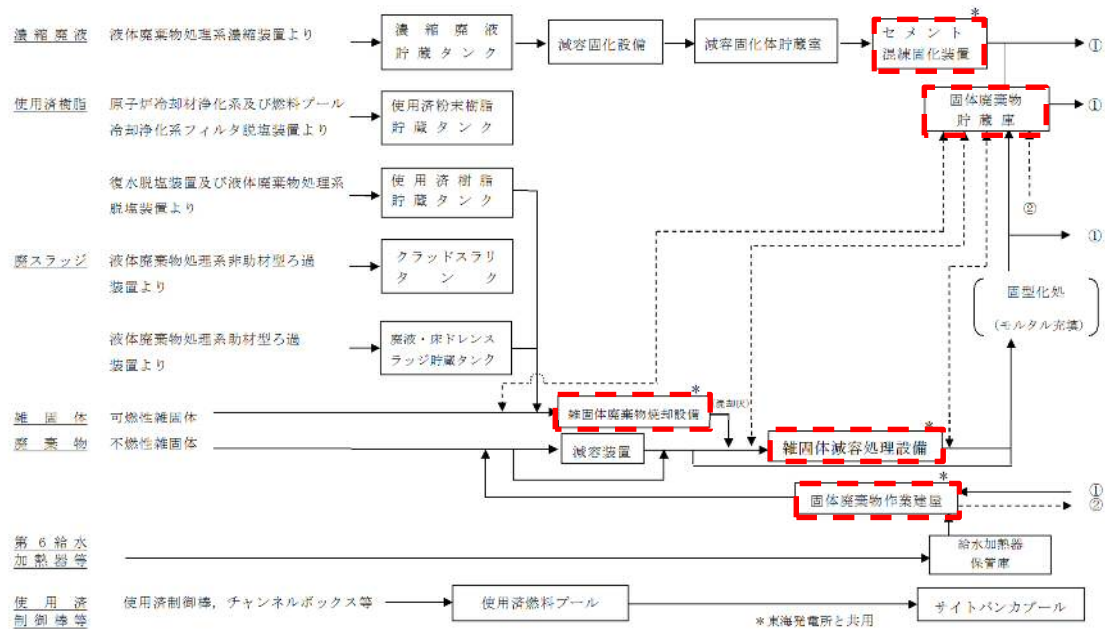 濃縮廃液 液体廃棄物処理系濃縮装置より
濃縮廃液
貯蔵タンク
減容固化設備
減容固化体貯蔵室
*
セメント
混練固化装置
①
使用済樹脂 原子炉冷却材浄化系及び燃料プール
冷却浄化系フィルタ脱塩装置より
使用済粉末樹脂
貯蔵タンク
固体廃棄物
貯蔵庫
①
復水脱塩装置及び液体廃棄物処理系
脱塩装置より
使用済樹脂
貯蔵タンク
②
①
廃スラッジ 液体廃棄物処理系非助材型ろ過
装置より
クラッドスラリ
タンク
固型化処
(モルタル充填)
液体廃棄物処理系助材型ろ過
装置より
廃液・床ドレンス
ラッジ貯蔵タンク
雑固体 可燃性雑固体
*
雑固体廃棄物焼却設備
焼却(灰)
廃棄物 不燃性雑固体
減容装置
*
雑固体減容処理設備
*
固体廃棄物作業建屋
①
②
第6給水
加熱器等
給水加熱器
保管庫
使用済
制御棒等
使用済制御棒,チャンネルボックス等
使用済燃料プール
サイトバンカプール
*東海発電所と共用